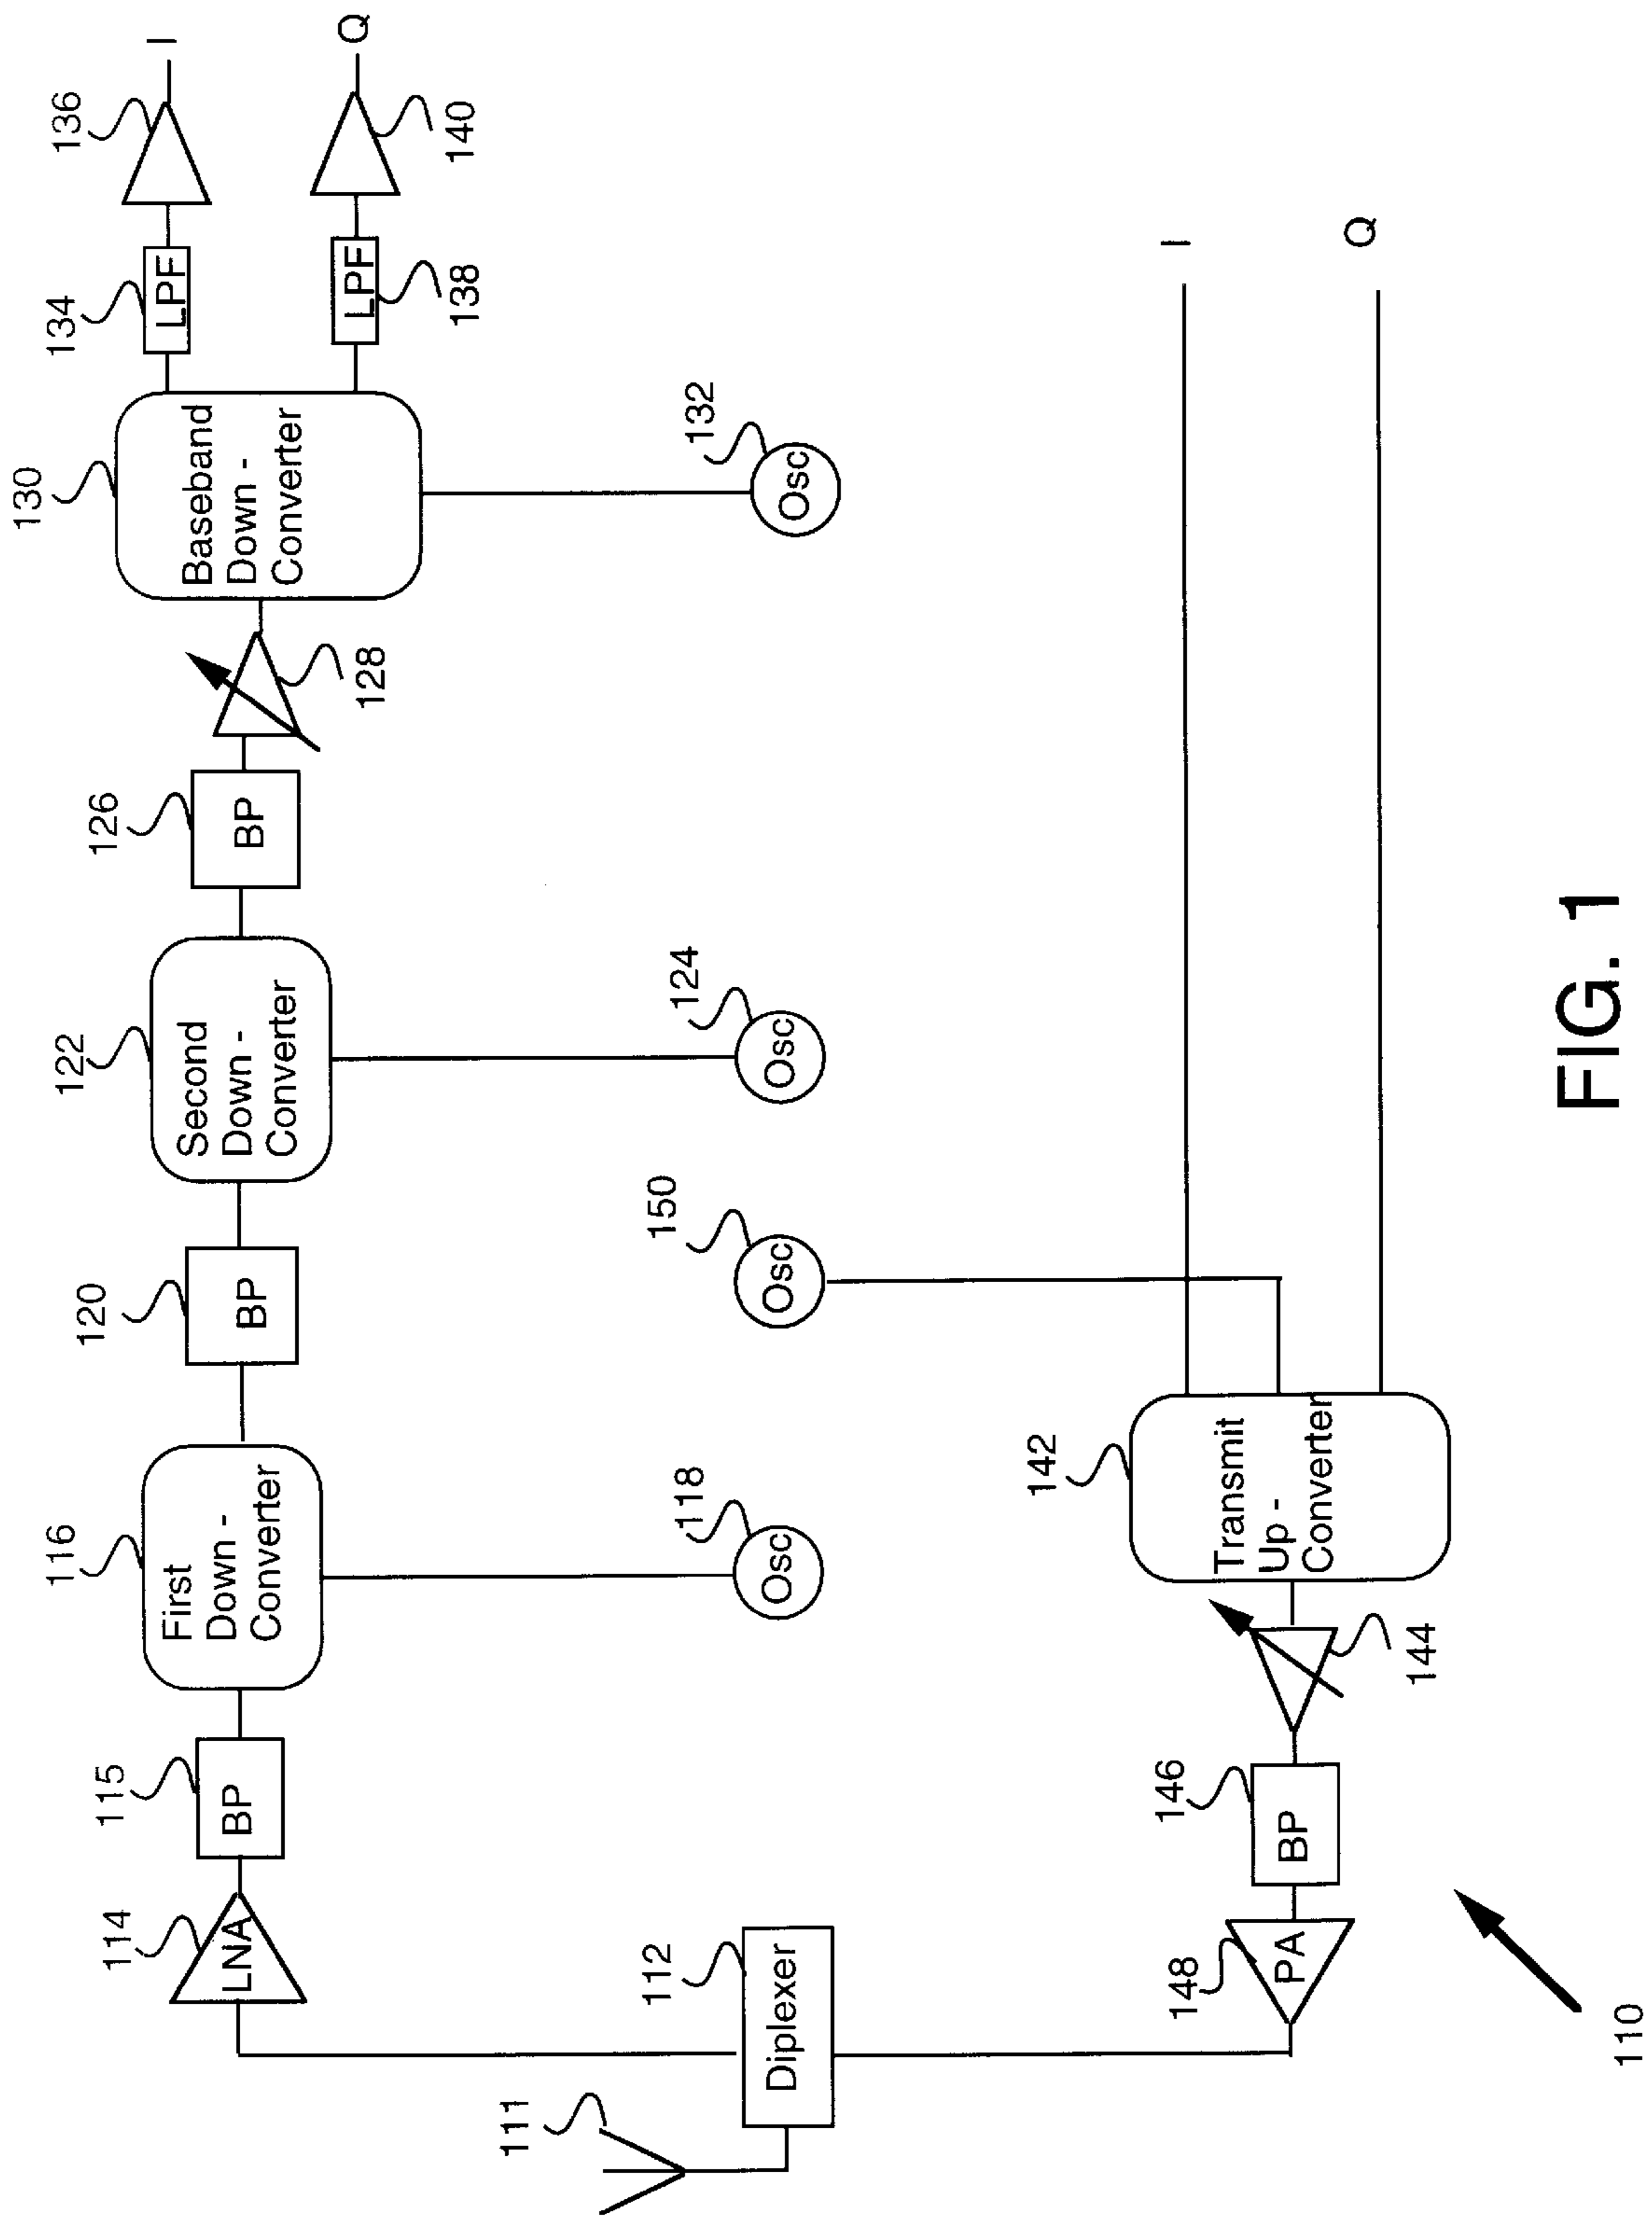 130
134
136
I
116
122
120
126
Baseband
Down -
Converter
LPF
115
114
First
Down -
Converter
BP
Second
Down -
Converter
BP
BP
BP
LNA
Q
LPF
128
138
140
111
112
118
150
124
132
Diplexer
Osc
Osc
Osc
Osc
142
I
146
148
Transmit
Up -
Converter
BP
PA
Q
144
110
FIG. 1